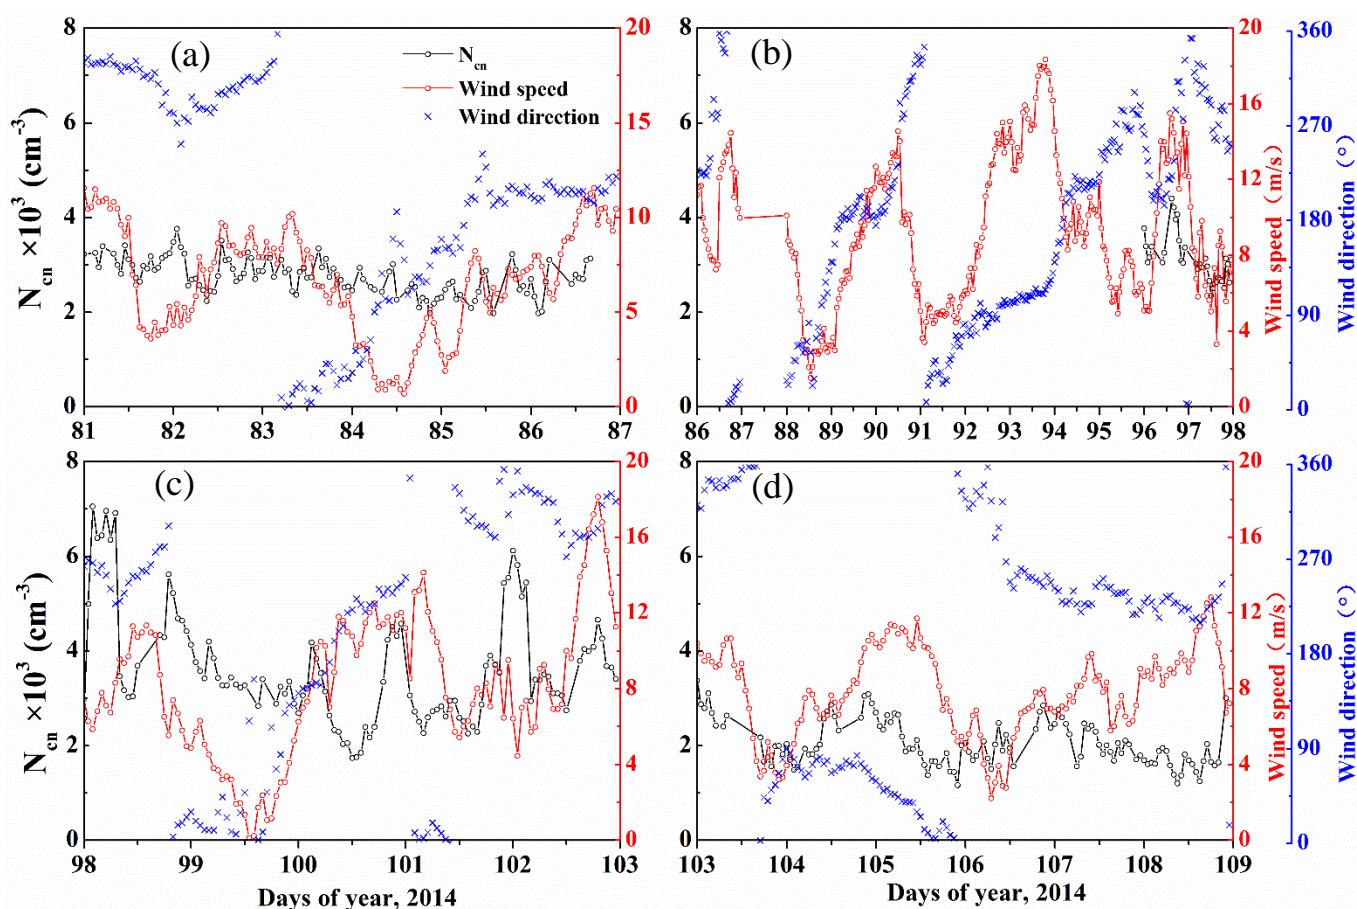 (a)
N_cn
Wind speed
Wind direction
N_cn ×10³ (cm⁻³)
8
6
4
2
0
20
15
10
5
0
81 82 83 84 85 86 87
(b)
8
6
4
2
0
20
16
12
8
4
0
Wind speed (m/s)
360
270
180
90
0
Wind direction (°)
86 87 88 89 90 91 92 93 94 95 96 97 98
(c)
N_cn ×10³ (cm⁻³)
8
6
4
2
0
20
16
12
8
4
0
98 99 100 101 102 103
Days of year, 2014
(d)
8
6
4
2
0
20
16
12
8
4
0
Wind speed (m/s)
360
270
180
90
0
Wind direction (°)
103 104 105 106 107 108 109
Days of year, 2014